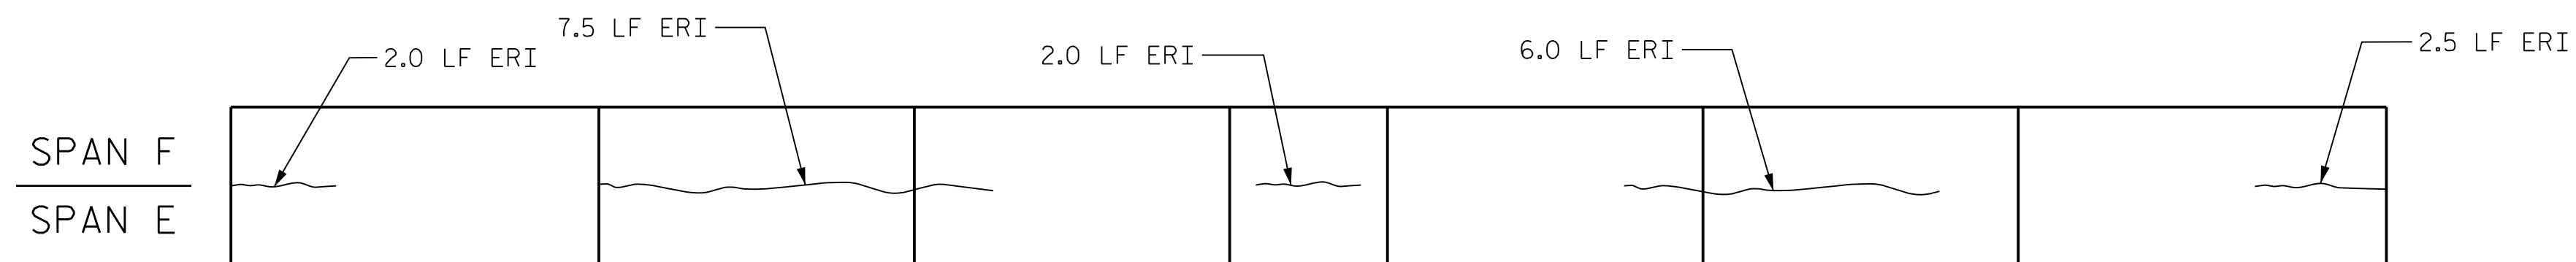 7.5 LF ERI
2.0 LF ERI
2.0 LF ERI
6.0 LF ERI
2.5 LF ERI
SPAN F
SPAN E